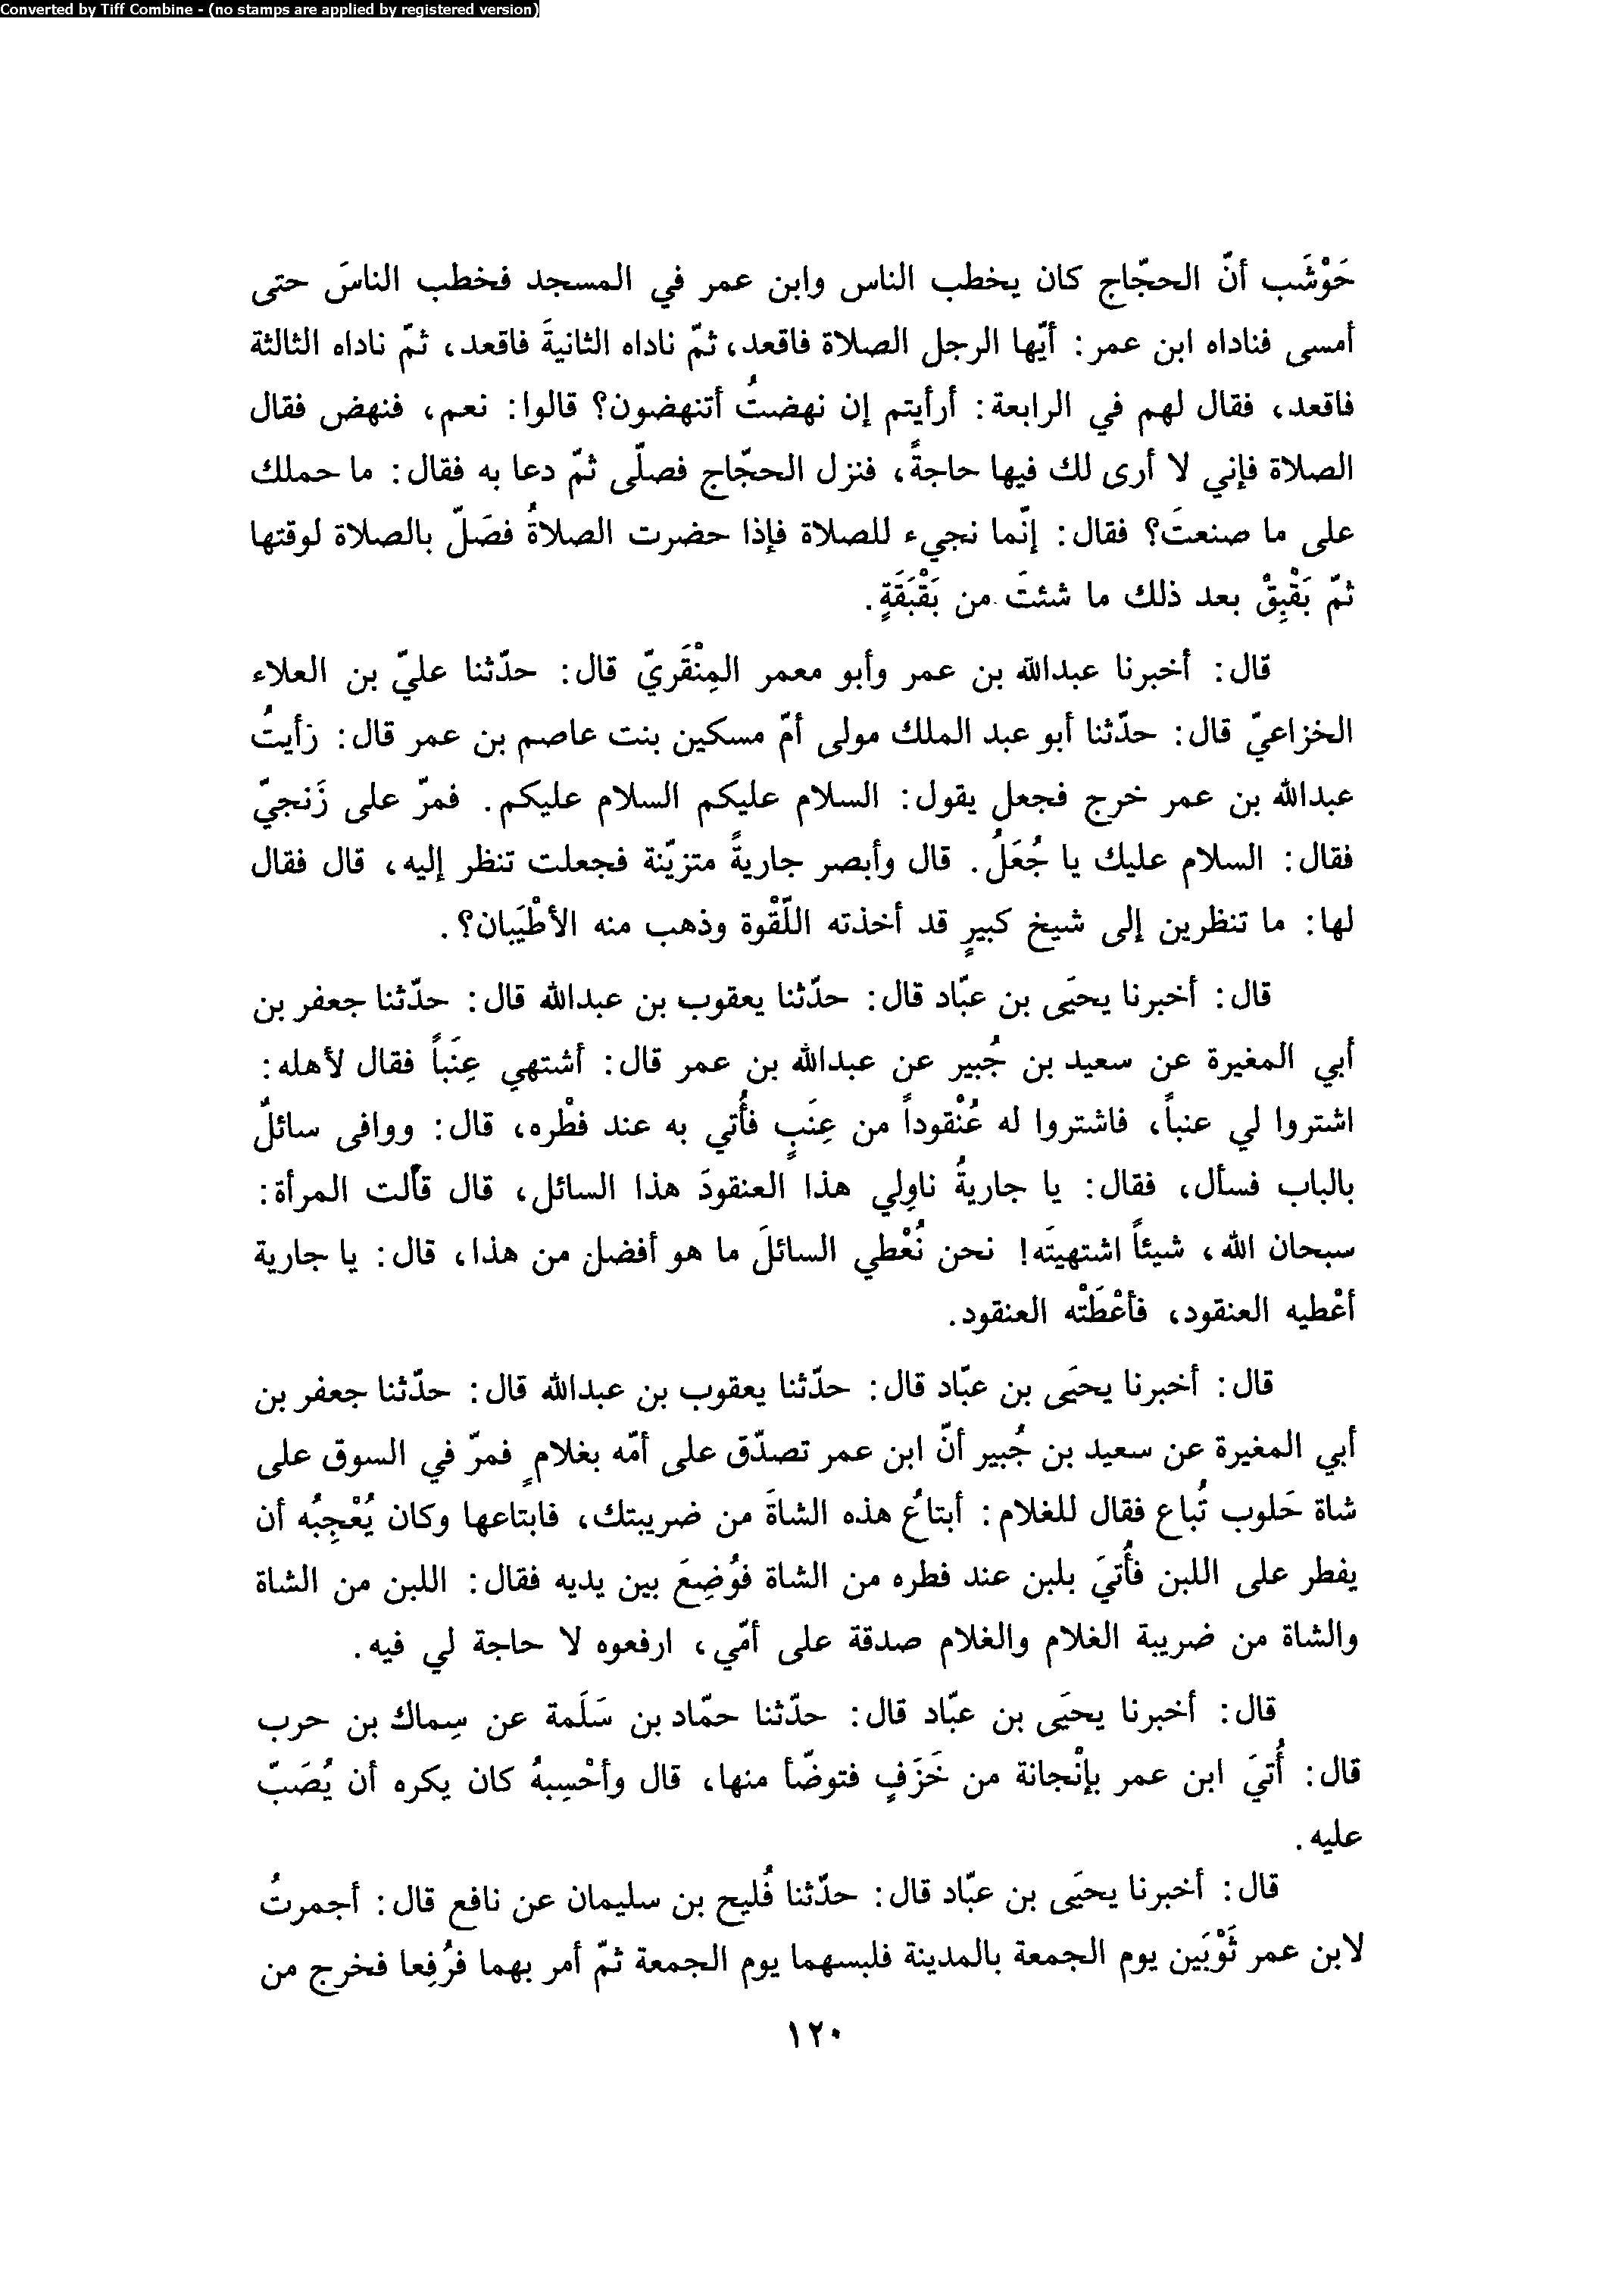 Converted by Tiff Combine - (no stamps are applied by registered version)
حَوْشَب أنّ الحجّاج كان يخطب الناس وابن عمر في المسجد فخطب الناسَ حتى
أمسى فناداه ابن عمر: أيّها الرجل الصلاة فاقعد، ثمّ ناداه الثانيةَ فاقعد، ثمّ ناداه الثالثة
فاقعد، فقال لهم في الرابعة: أرأيتم إن نهضتُ أتنهضون؟ قالوا: نعم، فنهض فقال
الصلاة فإني لا أرى لك فيها حاجةً، فنزل الحجّاج فصلّى ثمّ دعا به فقال: ما حملك
على ما صنعتَ؟ فقال: إنّما نجيء للصلاة فإذا حضرت الصلاةُ فصَلّ بالصلاة لوقتها
ثمّ بَقْبِقْ بعد ذلك ما شئتَ من بَقْبَقَةٍ.
قال: أخبرنا عبدالله بن عمر وأبو معمر المِنْقَريّ قال: حدّثنا عليّ بن العلاء
الخزاعيّ قال: حدّثنا أبو عبد الملك مولى أمّ مسكين بنت عاصم بن عمر قال: رأيتُ
عبدالله بن عمر خرج فجعل يقول: السلام عليكم السلام عليكم. فمرّ على زَنجيّ
فقال: السلام عليك يا جُعَلُ. قال وأبصر جاريةً متزيّنة فجعلت تنظر إليه، قال فقال
لها: ما تنظرين إلى شيخ كبيرٍ قد أخذته اللّقْوة وذهب منه الأطْيَبان؟.
قال: أخبرنا يحيَى بن عبّاد قال: حدّثنا يعقوب بن عبدالله قال: حدّثنا جعفر بن
أبي المغيرة عن سعيد بن جُبير عن عبدالله بن عمر قال: أشتهي عِنَباً فقال لأهله:
اشتروا لي عنباً، فاشتروا له عُنْقوداً من عِنَبٍ فأُتي به عند فطْره، قال: ووافى سائلٌ
بالباب فسأل، فقال: يا جاريةُ ناوِلي هذا العنقودَ هذا السائل، قال قالت المرأة:
سبحان الله، شيئاً اشتهيتَه! نحن نُعْطي السائلَ ما هو أفضل من هذا، قال: يا جارية
أعْطيه العنقود، فأعْطَتْه العنقود.
قال: أخبرنا يحيَى بن عبّاد قال: حدّثنا يعقوب بن عبدالله قال: حدّثنا جعفر بن
أبي المغيرة عن سعيد بن جُبير أنّ ابن عمر تصدّق على أمّه بغلامٍ فمرّ في السوق على
شاة حَلوب تُباع فقال للغلام: أبتاعُ هذه الشاةَ من ضريبتك، فابتاعها وكان يُعْجِبُه أن
يفطر على اللبن فأُتيَ بلبن عند فطره من الشاة فوُضِعَ بين يديه فقال: اللبن من الشاة
والشاة من ضريبة الغلام والغلام صدقة على أمّي، ارفعوه لا حاجة لي فيه.
قال: أخبرنا يحيَى بن عبّاد قال: حدّثنا حمّاد بن سَلَمة عن سِماك بن حرب
قال: أُتيَ ابن عمر بإنْجانة من خَزَفٍ فتوضّأ منها، قال وأحْسِبهُ كان يكره أن يُصَبّ
عليه.
قال: أخبرنا يحيَى بن عبّاد قال: حدّثنا فُليح بن سليمان عن نافع قال: أجمرتُ
لابن عمر ثَوْبَين يوم الجمعة بالمدينة فلبسهما يوم الجمعة ثمّ أمر بهما فرُفِعا فخرج من
١٢٠